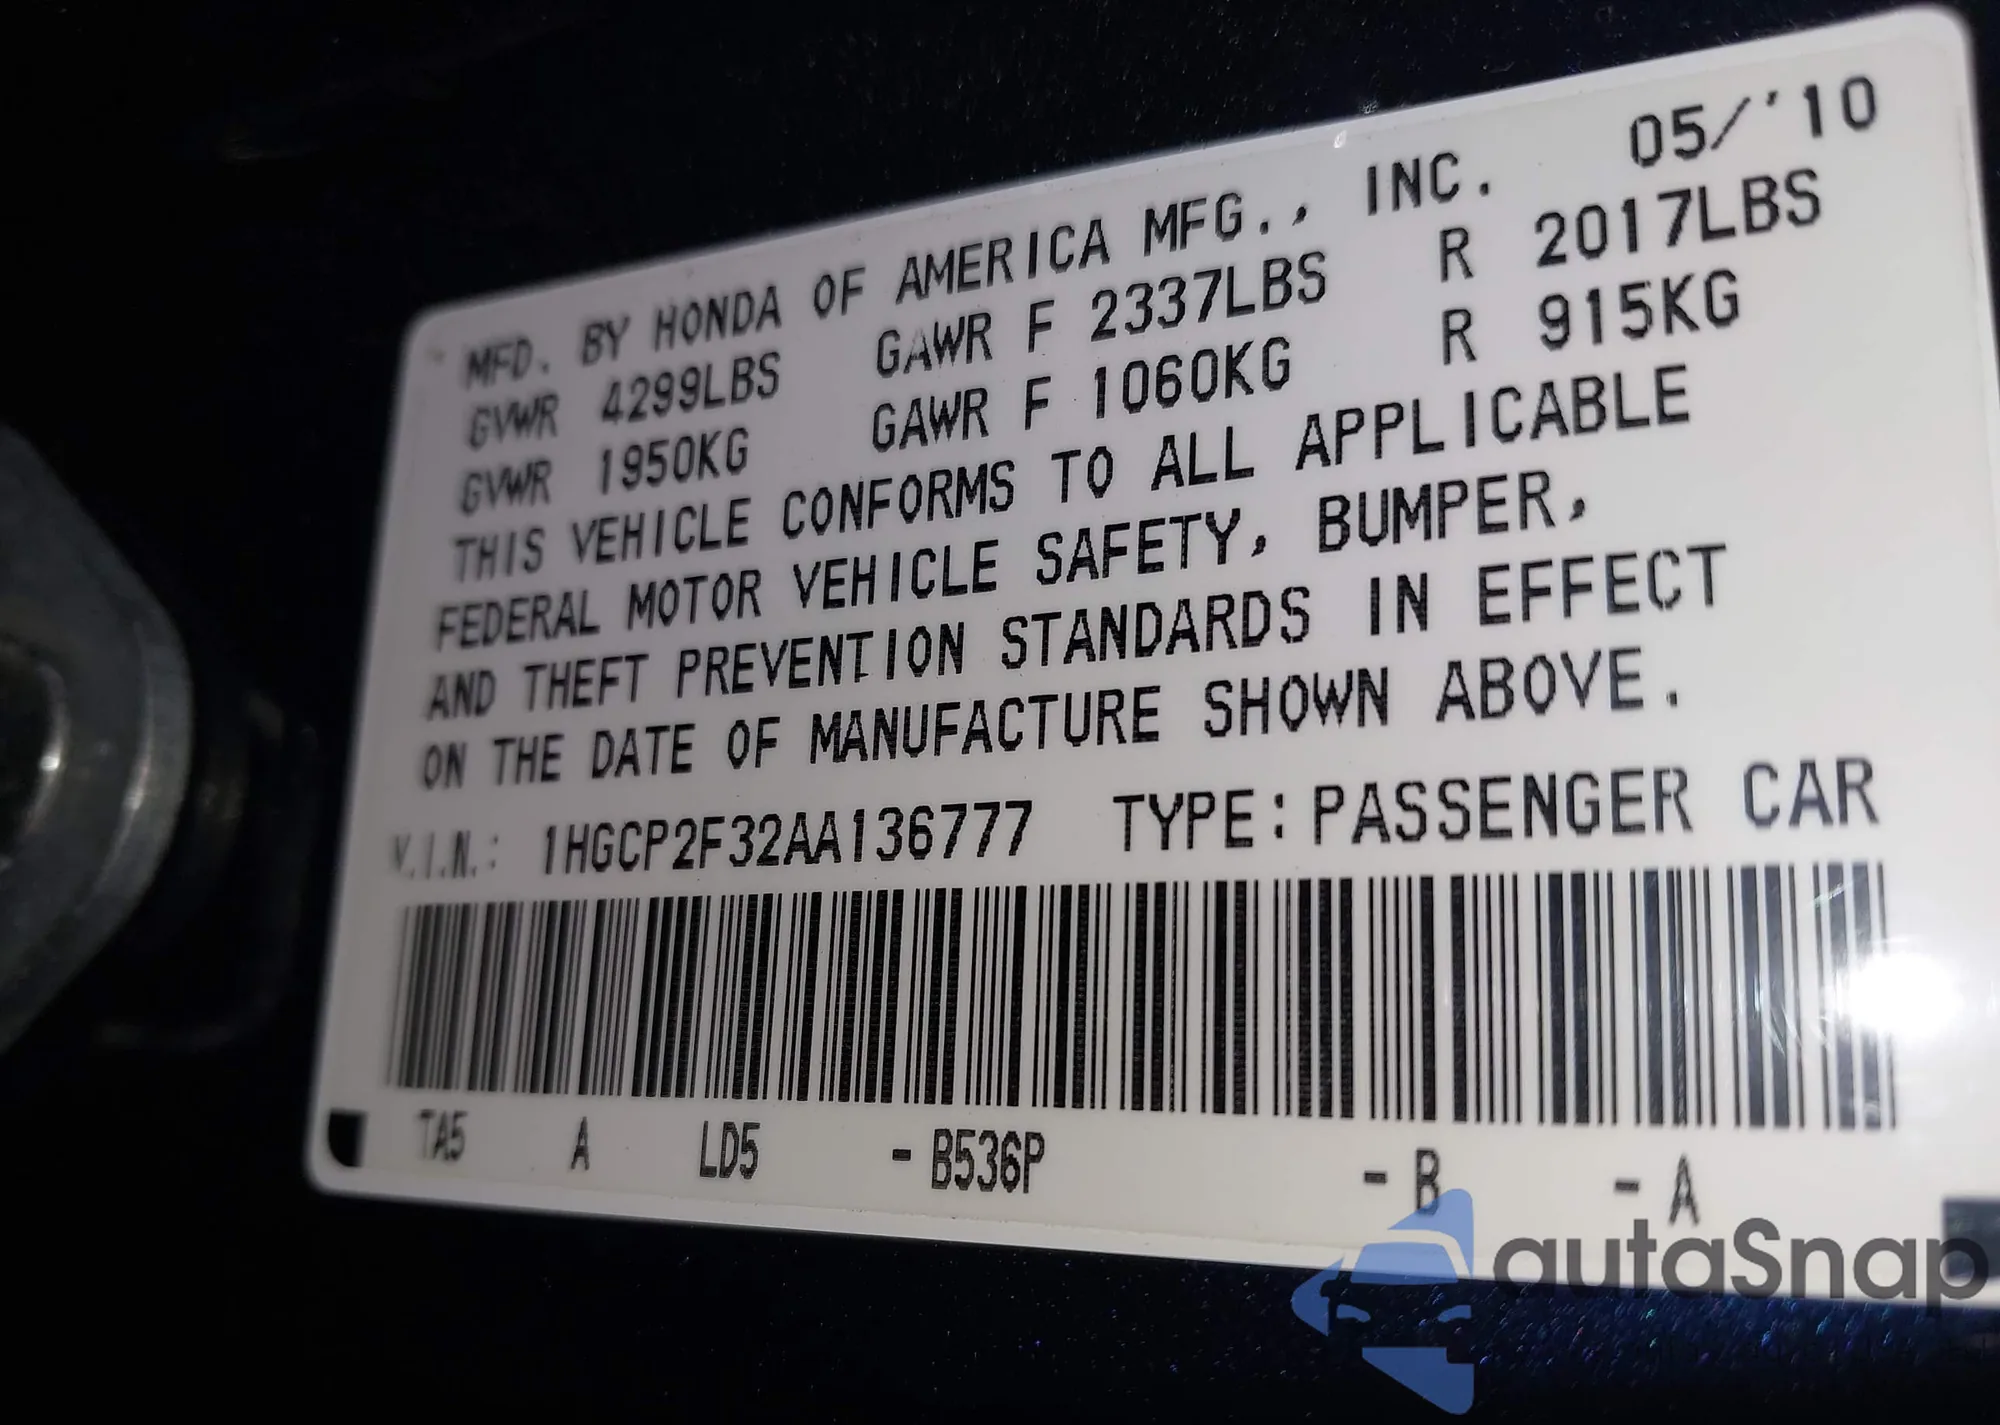 MFD. BY HONDA OF AMERICA MFG., INC. 05/'10
GVWR 4299LBS GAWR F 2337LBS R 2017LBS
GVWR 1950KG GAWR F 1060KG R 915KG
THIS VEHICLE CONFORMS TO ALL APPLICABLE
FEDERAL MOTOR VEHICLE SAFETY, BUMPER,
AND THEFT PREVENTION STANDARDS IN EFFECT
ON THE DATE OF MANUFACTURE SHOWN ABOVE.
V.I.N.: 1HGCP2F32AA136777 TYPE: PASSENGER CAR
TA5 A LD5 - B536P - B - A
autaSnap